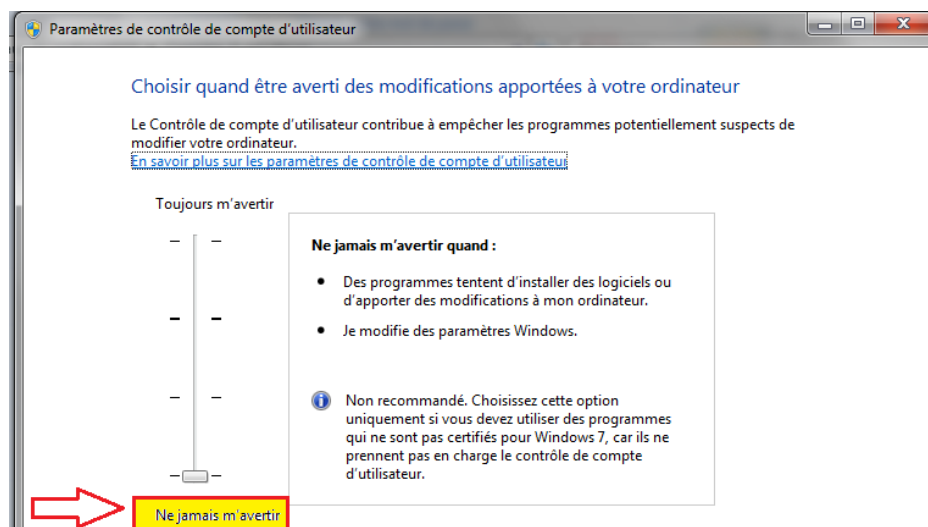 Paramètres de contrôle de compte d'utilisateur
Choisir quand être averti des modifications apportées à votre ordinateur
Le Contrôle de compte d'utilisateur contribue à empêcher les programmes potentiellement suspects de
modifier votre ordinateur.
En savoir plus sur les paramètres de contrôle de compte d'utilisateur
Toujours m'avertir
Ne jamais m'avertir quand :
• Des programmes tentent d'installer des logiciels ou
d'apporter des modifications à mon ordinateur.
• Je modifie des paramètres Windows.
Non recommandé. Choisissez cette option
uniquement si vous devez utiliser des programmes
qui ne sont pas certifiés pour Windows 7, car ils ne
prennent pas en charge le contrôle de compte
d'utilisateur.
Ne jamais m'avertir